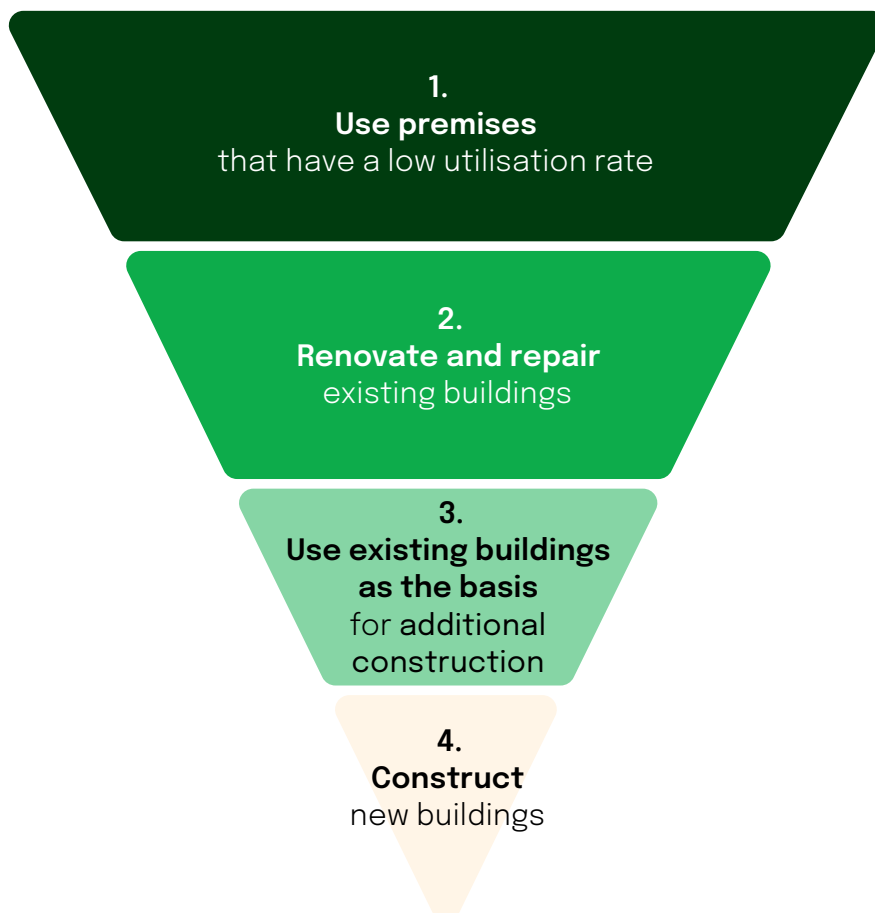 1.
Use premises
that have a low utilisation rate
2.
Renovate and repair
existing buildings
3.
Use existing buildings
as the basis
for additional
construction
4.
Construct
new buildings